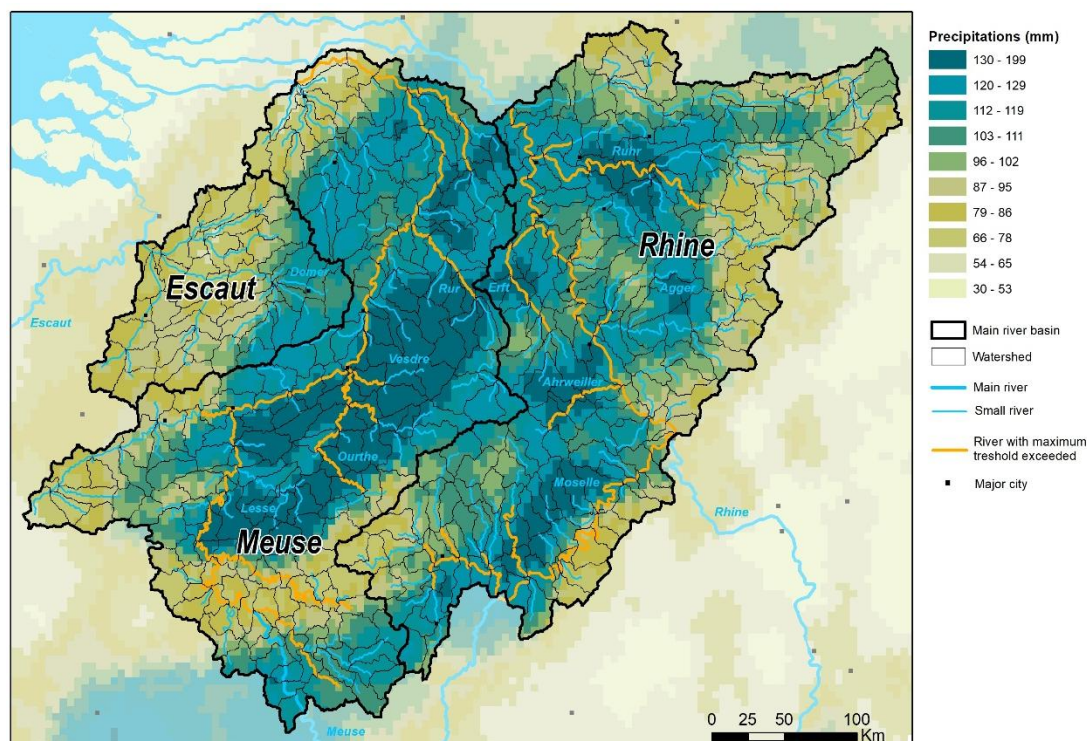 Escaut
Meuse
Rhine
Escaut
Demer
Rur
Erft
Ruhr
Agger
Vesdre
Ahrweiller
Ourthe
Lesse
Moselle
Rhine
Meuse
0 25 50 100
Km
Precipitations (mm)
130 - 199
120 - 129
112 - 119
103 - 111
96 - 102
87 - 95
79 - 86
66 - 78
54 - 65
30 - 53
Main river basin
Watershed
Main river
Small river
River with maximum
treshold exceeded
Major city